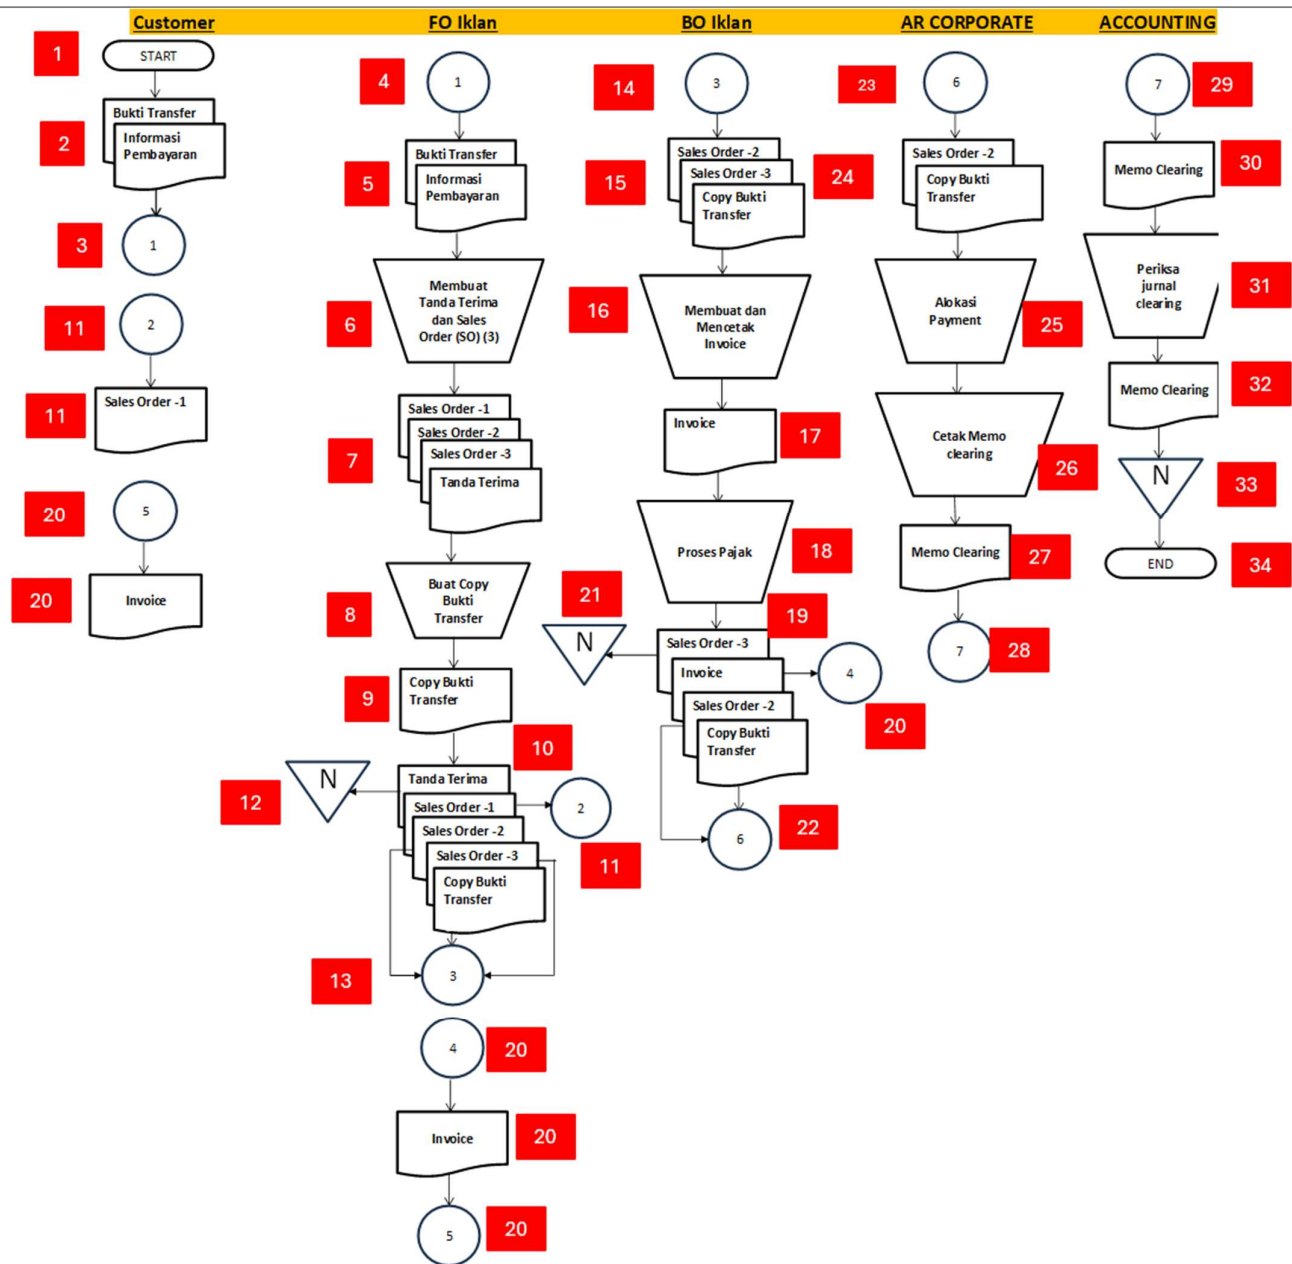 Customer
FO Iklan
BO Iklan
AR CORPORATE
ACCOUNTING
1
START
2
Bukti Transfer
Informasi
Pembayaran
3
1
11
2
11
Sales Order -1
20
5
20
Invoice
4
1
5
Bukti Transfer
Informasi
Pembayaran
6
Membuat
Tanda Terima
dan Sales
Order (SO) (3)
7
Sales Order -1
Sales Order -2
Sales Order -3
Tanda Terima
8
Buat Copy
Bukti
Transfer
9
Copy Bukti
Transfer
10
12
N
Tanda Terima
Sales Order -1
Sales Order -2
Sales Order -3
Copy Bukti
Transfer
2
11
13
3
4
20
Invoice
20
5
20
14
3
15
Sales Order -2
Sales Order -3
Copy Bukti
Transfer
16
Membuat dan
Mencetak
Invoice
Invoice
17
Proses Pajak
18
21
N
19
Sales Order -3
Invoice
Sales Order -2
Copy Bukti
Transfer
4
20
6
22
23
6
24
Sales Order -2
Copy Bukti
Transfer
Alokasi
Payment
25
Cetak Memo
clearing
26
Memo Clearing
27
7
28
7
29
Memo Clearing
30
Periksa
jurnal
clearing
31
Memo Clearing
32
N
33
END
34